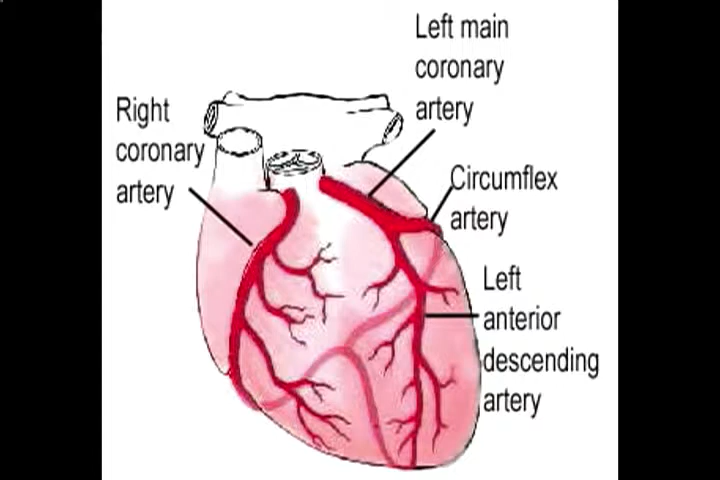 Left main
coronary
artery
Right
coronary
artery
Circumflex
artery
Left
anterior
descending
artery